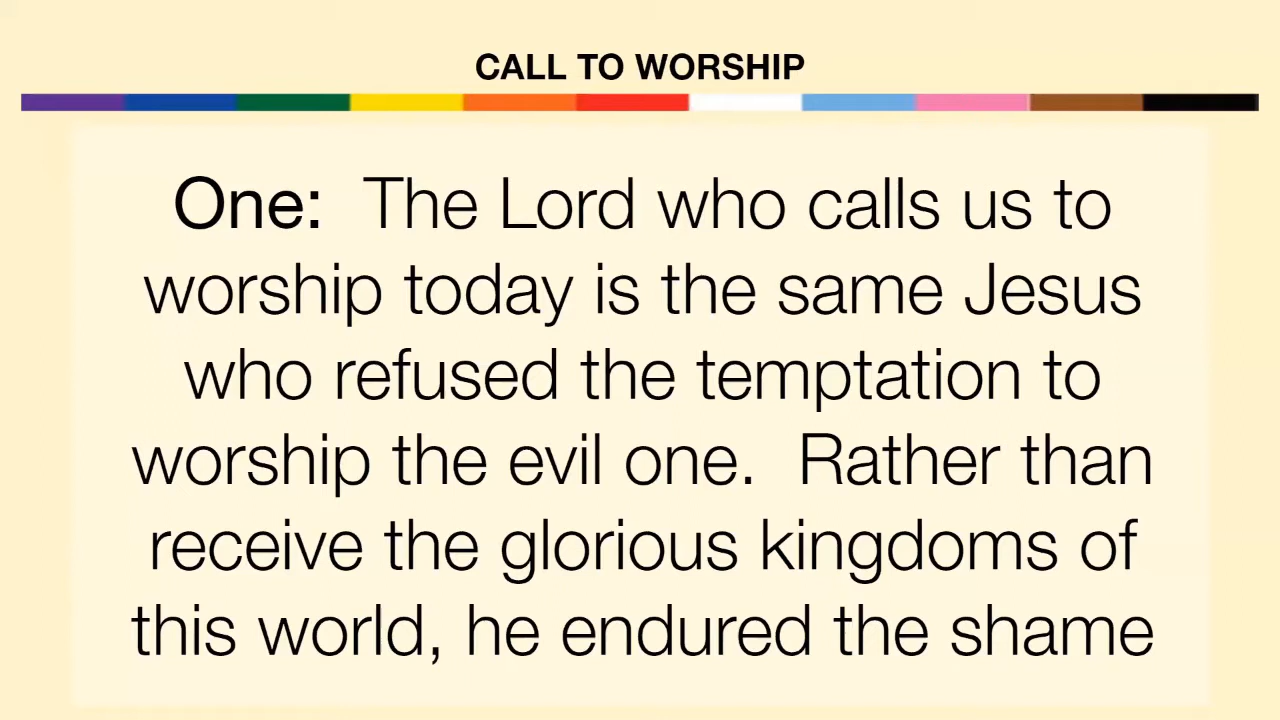 CALL TO WORSHIP
One:  The Lord who calls us to
worship today is the same Jesus
who refused the temptation to
worship the evil one.  Rather than
receive the glorious kingdoms of
this world, he endured the shame